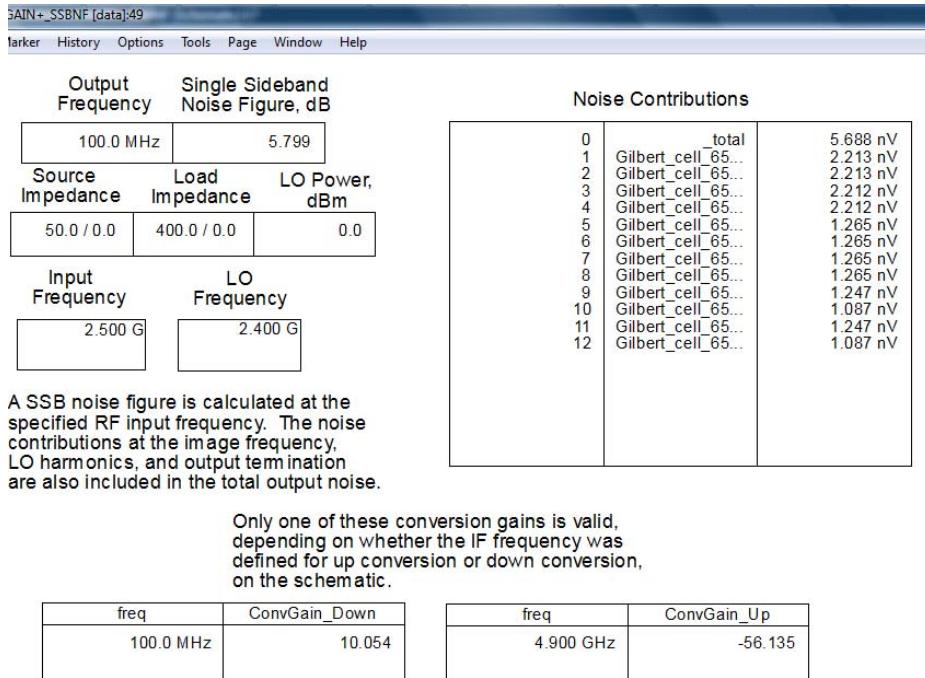 GAIN+_SSBNF [data]:49
Marker History Options Tools Page Window Help
Output Frequency
Single Sideband Noise Figure, dB
100.0 MHz 5.799
Source Impedance
Load Impedance
LO Power, dBm
50.0 / 0.0 400.0 / 0.0 0.0
Input Frequency
LO Frequency
2.500 G 2.400 G
Noise Contributions
0 _total 5.688 nV
1 Gilbert_cell_65... 2.213 nV
2 Gilbert_cell_65... 2.213 nV
3 Gilbert_cell_65... 2.212 nV
4 Gilbert_cell_65... 2.212 nV
5 Gilbert_cell_65... 1.265 nV
6 Gilbert_cell_65... 1.265 nV
7 Gilbert_cell_65... 1.265 nV
8 Gilbert_cell_65... 1.265 nV
9 Gilbert_cell_65... 1.247 nV
10 Gilbert_cell_65... 1.087 nV
11 Gilbert_cell_65... 1.247 nV
12 Gilbert_cell_65... 1.087 nV
A SSB noise figure is calculated at the
specified RF input frequency. The noise
contributions at the image frequency,
LO harmonics, and output termination
are also included in the total output noise.
Only one of these conversion gains is valid,
depending on whether the IF frequency was
defined for up conversion or down conversion,
on the schematic.
freq ConvGain_Down
100.0 MHz 10.054
freq ConvGain_Up
4.900 GHz -56.135